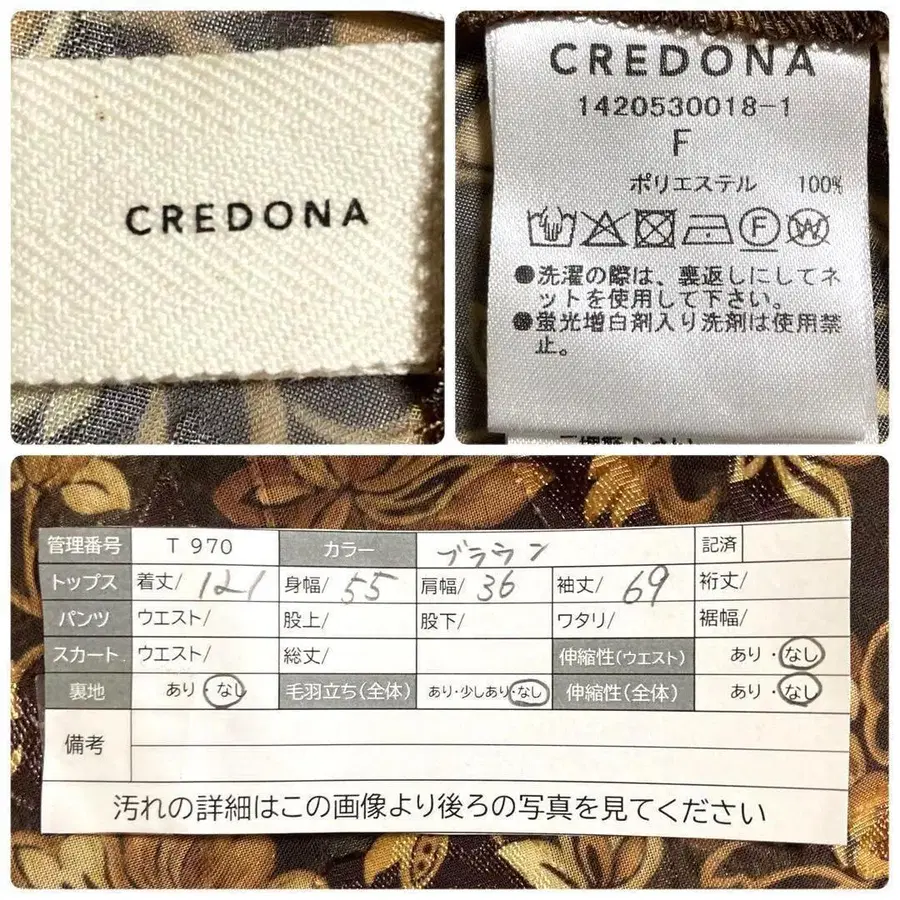 CREDONA
CREDONA
1420530018-1
F
ポリエステル 100%
●洗濯の際は、裏返しにしてネ
ットを使用して下さい。
●蛍光増白剤入り洗剤は使用禁
止。
管理番号 T 970 カラー ブラウン 記済
トップス 着丈/ 121 身幅/ 55 肩幅/ 36 袖丈/ 69 裄丈/
パンツ ウエスト/ 股上/ 股下/ ワタリ/ 裾幅/
スカート ウエスト/ 総丈/ 伸縮性(ウエスト) あり・なし
裏地 あり・なし 毛羽立ち(全体) あり・少しあり・なし 伸縮性(全体) あり・なし
備考
汚れの詳細はこの画像より後ろの写真を見てください